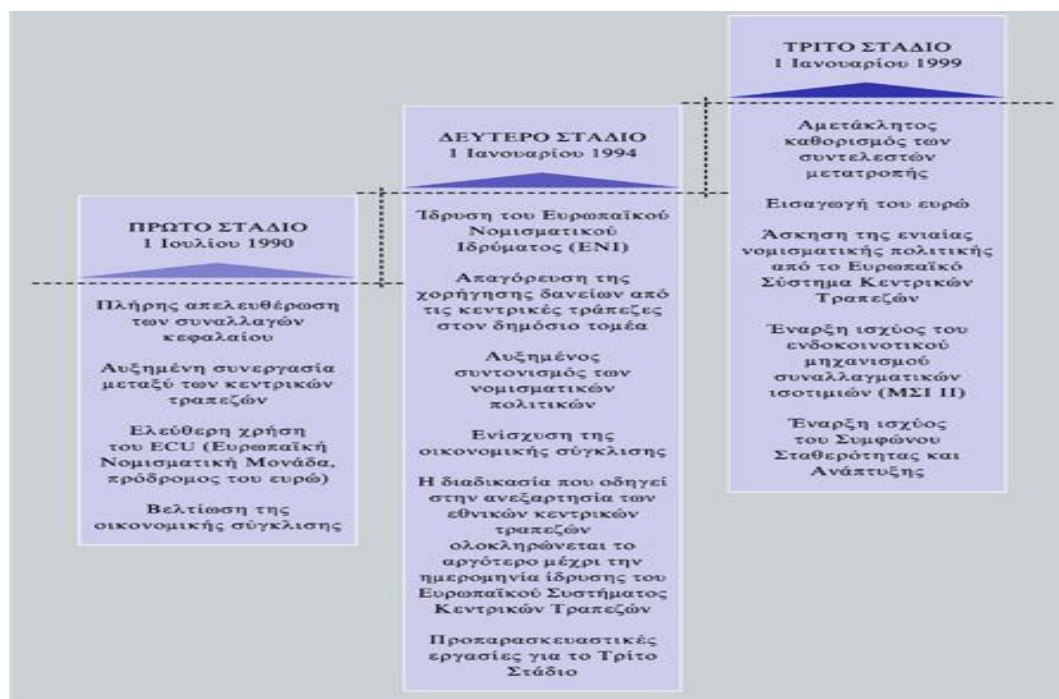 ΠΡΩΤΟ ΣΤΑΔΙΟ
1 Ιουλίου 1990
Πλήρης απελευθέρωση
των συναλλαγών
κεφαλαίου
Αυξημένη συνεργασία
μεταξύ των κεντρικών
τραπεζών
Ελεύθερη χρήση
του ECU (Ευρωπαϊκή
Νομισματική Μονάδα,
πρόδρομος του ευρώ)
Βελτίωση της
οικονομικής σύγκλισης
ΔΕΥΤΕΡΟ ΣΤΑΔΙΟ
1 Ιανουαρίου 1994
Ίδρυση του Ευρωπαϊκού
Νομισματικού
Ιδρύματος (ΕΝΙ)
Απαγόρευση της
χορήγησης δανείων από
τις κεντρικές τράπεζες
στον δημόσιο τομέα
Αυξημένος
συντονισμός των
νομισματικών
πολιτικών
Ενίσχυση της
οικονομικής σύγκλισης
Η διαδικασία που οδηγεί
στην ανεξαρτησία των
εθνικών κεντρικών
τραπεζών
ολοκληρώνεται το
αργότερο μέχρι την
ημερομηνία ίδρυσης του
Ευρωπαϊκού Συστήματος
Κεντρικών Τραπεζών
Προπαρασκευαστικές
εργασίες για το Τρίτο
Στάδιο
ΤΡΙΤΟ ΣΤΑΔΙΟ
1 Ιανουαρίου 1999
Αμετάκλητος
καθορισμός των
συντελεστών
μετατροπής
Εισαγωγή του ευρώ
Άσκηση της ενιαίας
νομισματικής πολιτικής
από το Ευρωπαϊκό
Σύστημα Κεντρικών
Τραπεζών
Έναρξη ισχύος του
ενδοκοινοτικού
μηχανισμού
συναλλαγματικών
ισοτιμιών (ΜΣΙ ΙΙ)
Έναρξη ισχύος
του Συμφώνου
Σταθερότητας και
Ανάπτυξης